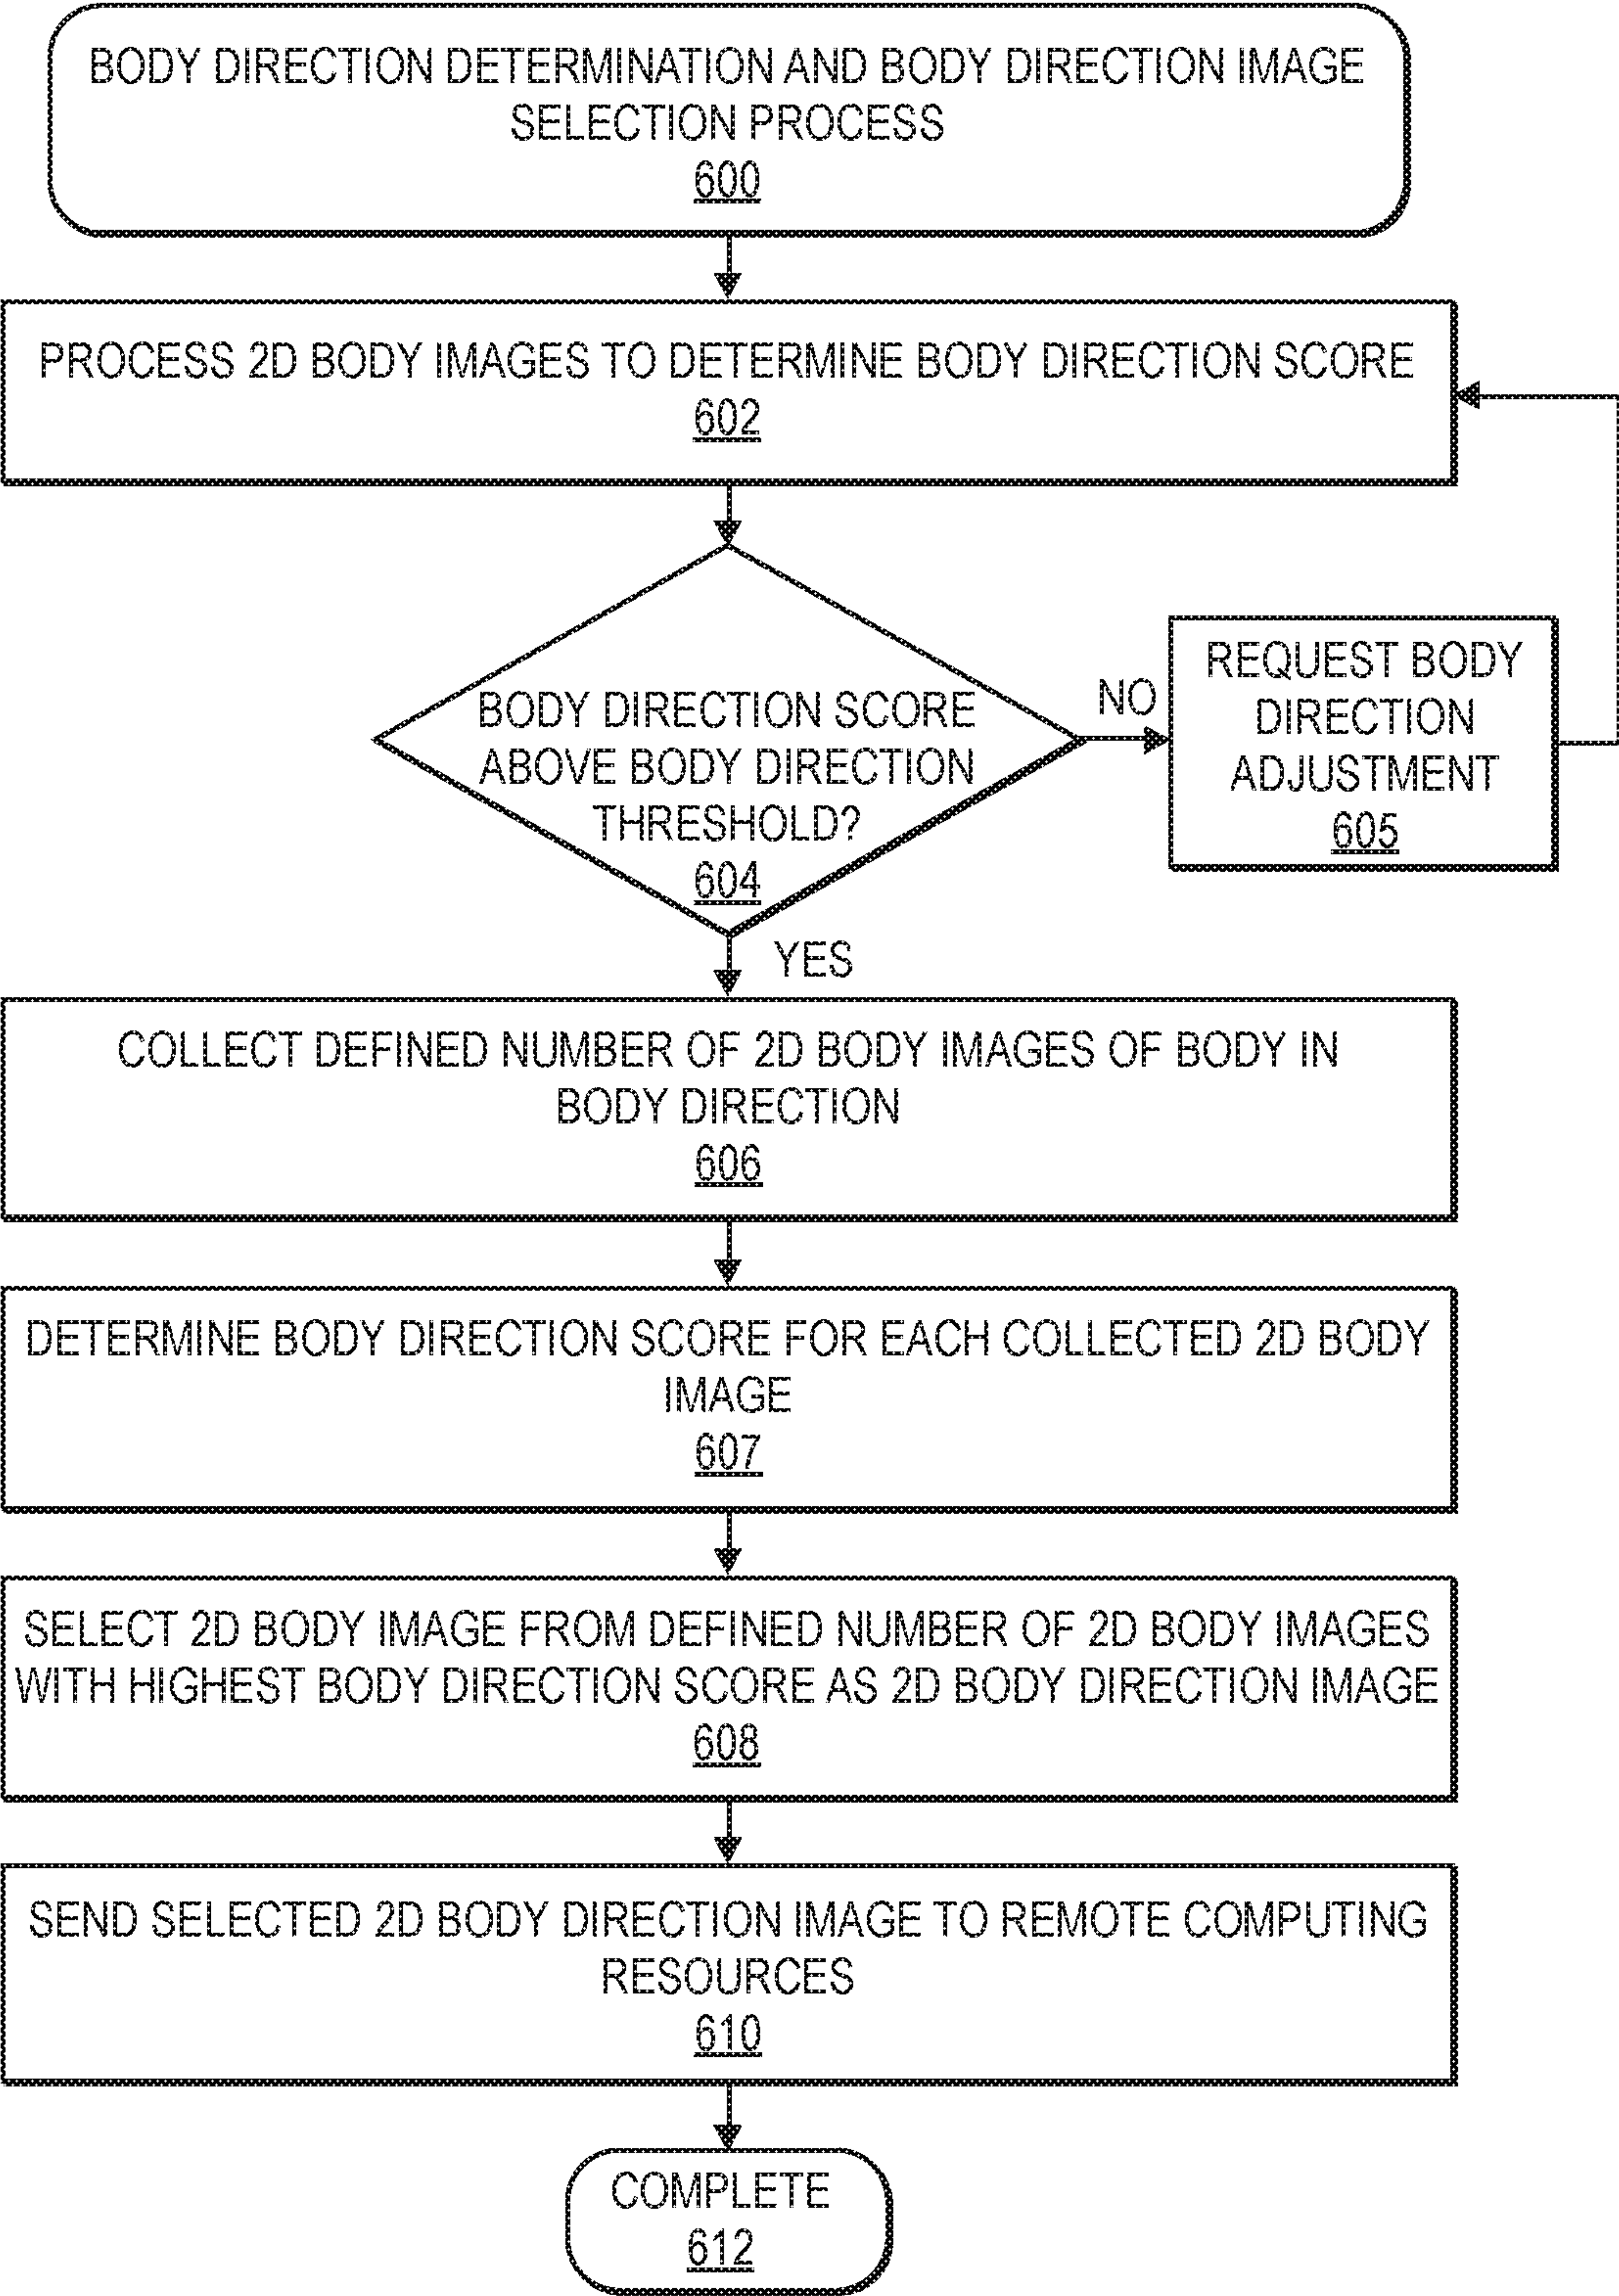 BODY DIRECTION DETERMINATION AND BODY DIRECTION IMAGE
SELECTION PROCESS
600
PROCESS 2D BODY IMAGES TO DETERMINE BODY DIRECTION SCORE
602
BODY DIRECTION SCORE
ABOVE BODY DIRECTION
THRESHOLD?
604
NO
REQUEST BODY
DIRECTION
ADJUSTMENT
605
YES
COLLECT DEFINED NUMBER OF 2D BODY IMAGES OF BODY IN
BODY DIRECTION
606
DETERMINE BODY DIRECTION SCORE FOR EACH COLLECTED 2D BODY
IMAGE
607
SELECT 2D BODY IMAGE FROM DEFINED NUMBER OF 2D BODY IMAGES
WITH HIGHEST BODY DIRECTION SCORE AS 2D BODY DIRECTION IMAGE
608
SEND SELECTED 2D BODY DIRECTION IMAGE TO REMOTE COMPUTING
RESOURCES
610
COMPLETE
612